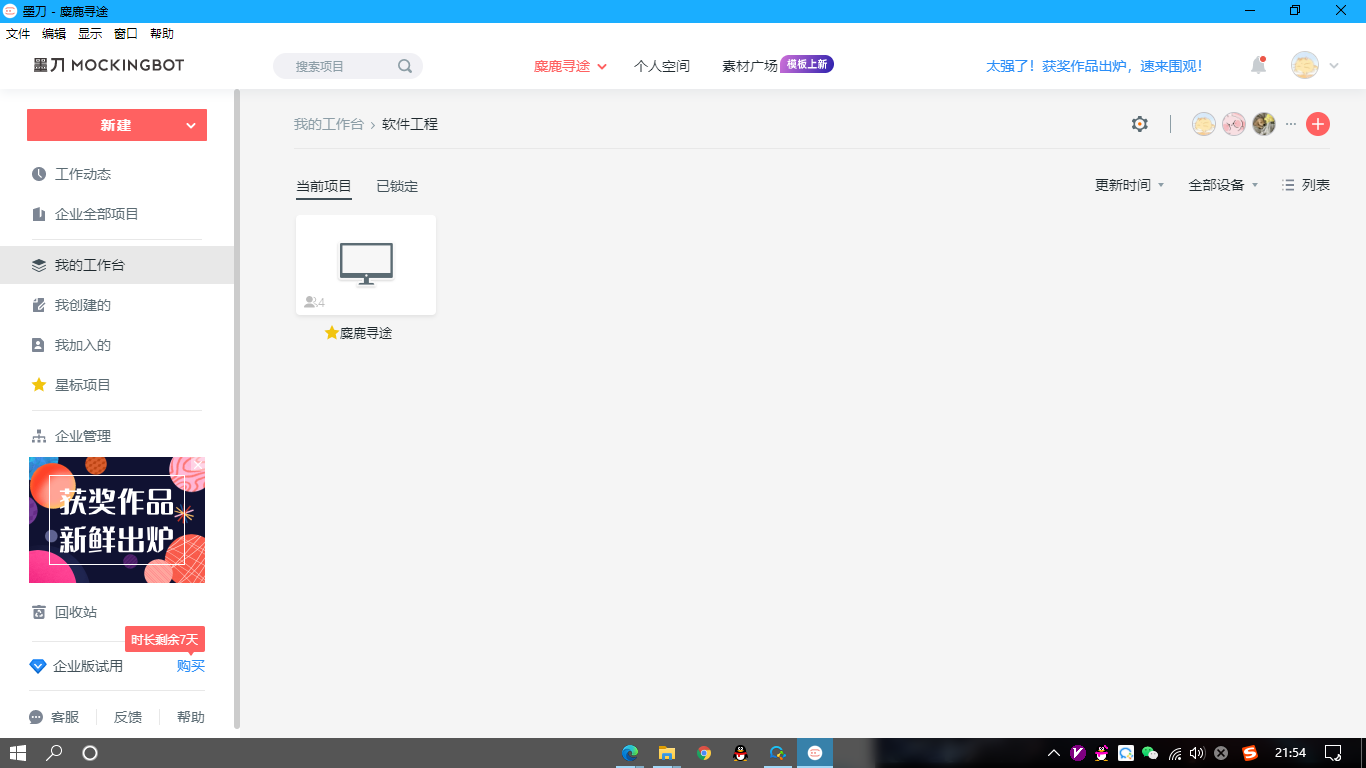 墨刀 - 麋鹿寻途
文件 编辑 显示 窗口 帮助
墨刀 MOCKINGBOT
搜索项目
麋鹿寻途
个人空间
素材广场
模板上新
太强了！获奖作品出炉，速来围观！
新建
我的工作台 › 软件工程
工作动态
当前项目 已锁定
更新时间 全部设备 列表
企业全部项目
我的工作台
4
我创建的
麋鹿寻途
我加入的
星标项目
企业管理
获奖作品
新鲜出炉
回收站
时长剩余7天
企业版试用 购买
客服 反馈 帮助
21:54